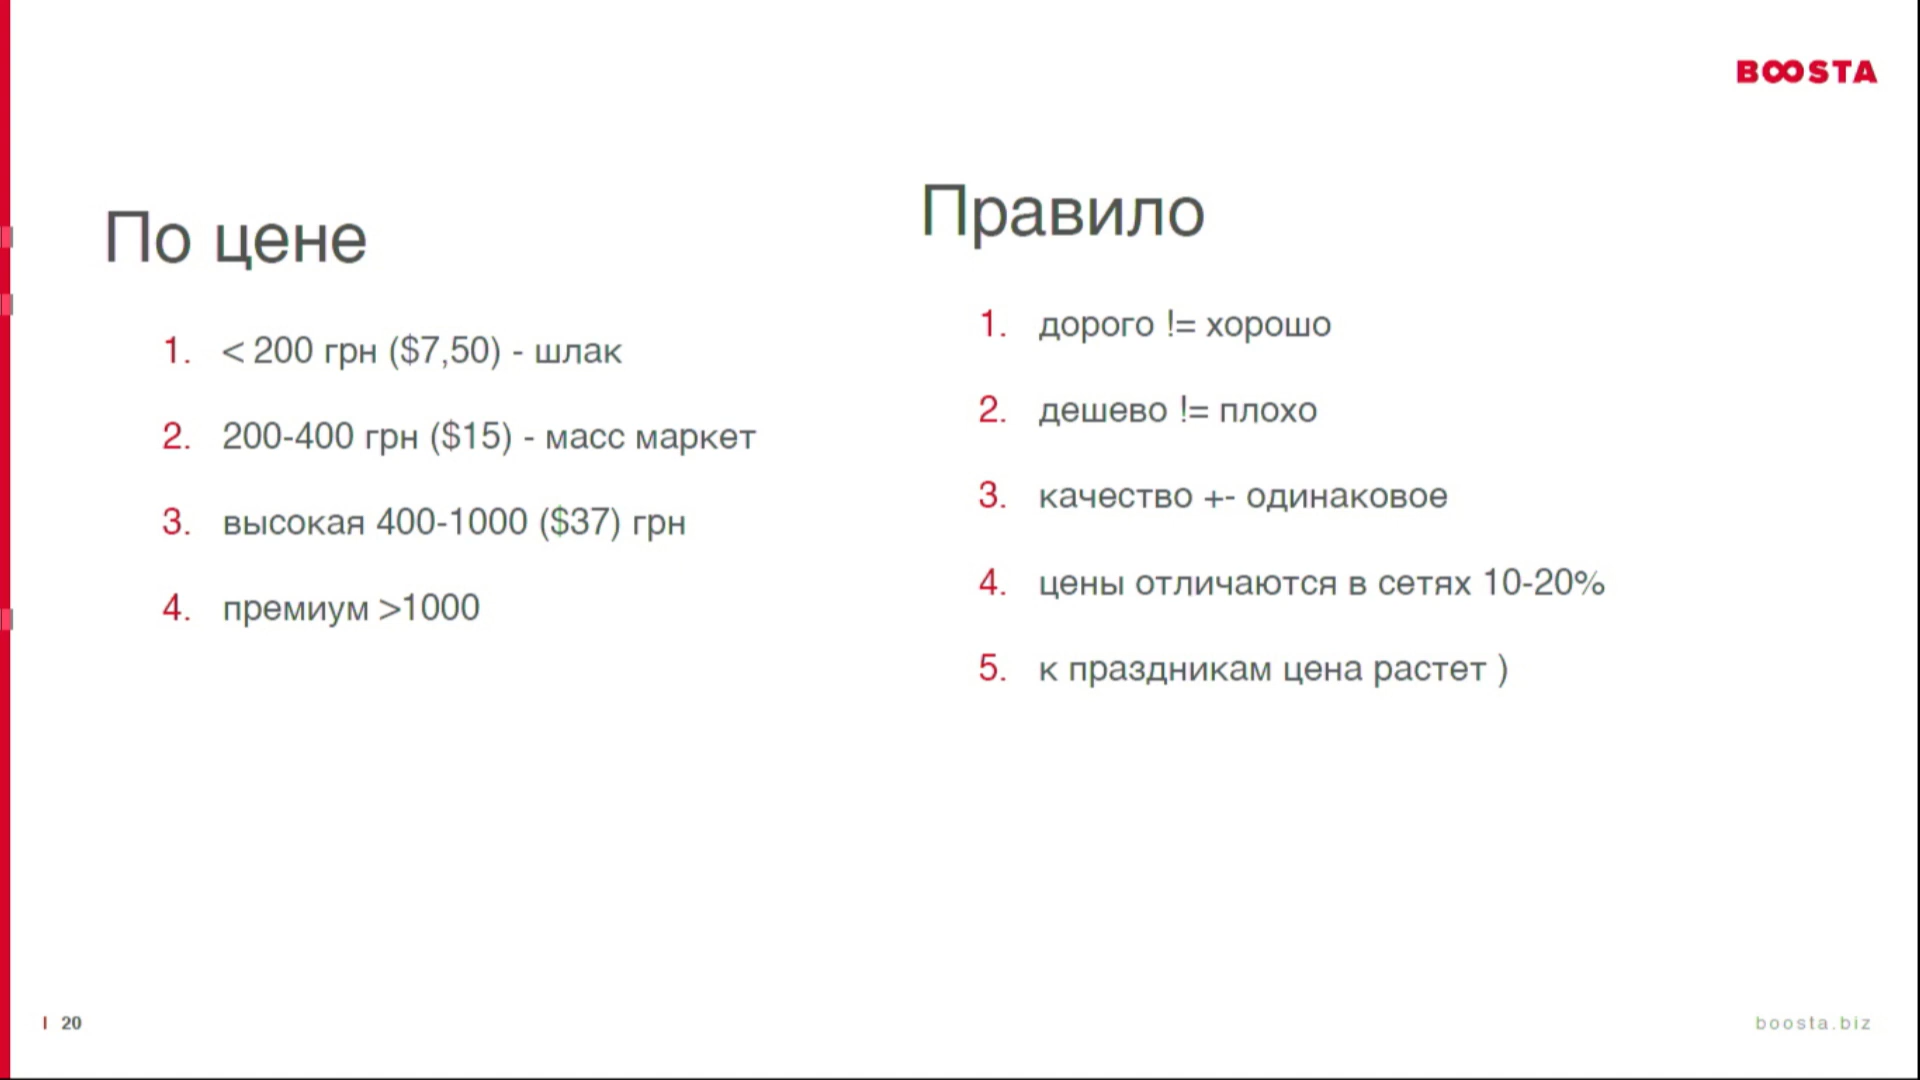 BOOSTA
По цене
1. < 200 грн ($7,50) - шлак
2. 200-400 грн ($15) - масс маркет
3. высокая 400-1000 ($37) грн
4. премиум >1000
Правило
1. дорого != хорошо
2. дешево != плохо
3. качество +- одинаковое
4. цены отличаются в сетях 10-20%
5. к праздникам цена растет )
20
boosta.biz